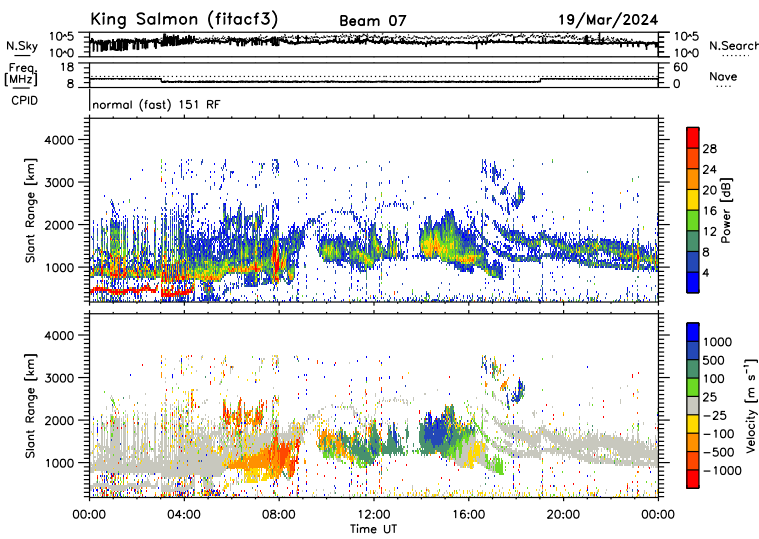 King Salmon (fitacf3) Beam 07 19/Mar/2024
N.Sky 10^5 10^0 10^5 10^0 N.Search
Freq [MHz] 18 8 60 0 Nave
CPID normal (fast) 151 RF
Slant Range [km] 4000 3000 2000 1000
28 24 20 16 12 8 4 Power [dB]
Slant Range [km] 4000 3000 2000 1000
1000 500 100 25 −25 −100 −500 −1000 Velocity [m s⁻¹]
00:00 04:00 08:00 12:00 16:00 20:00 00:00
Time UT